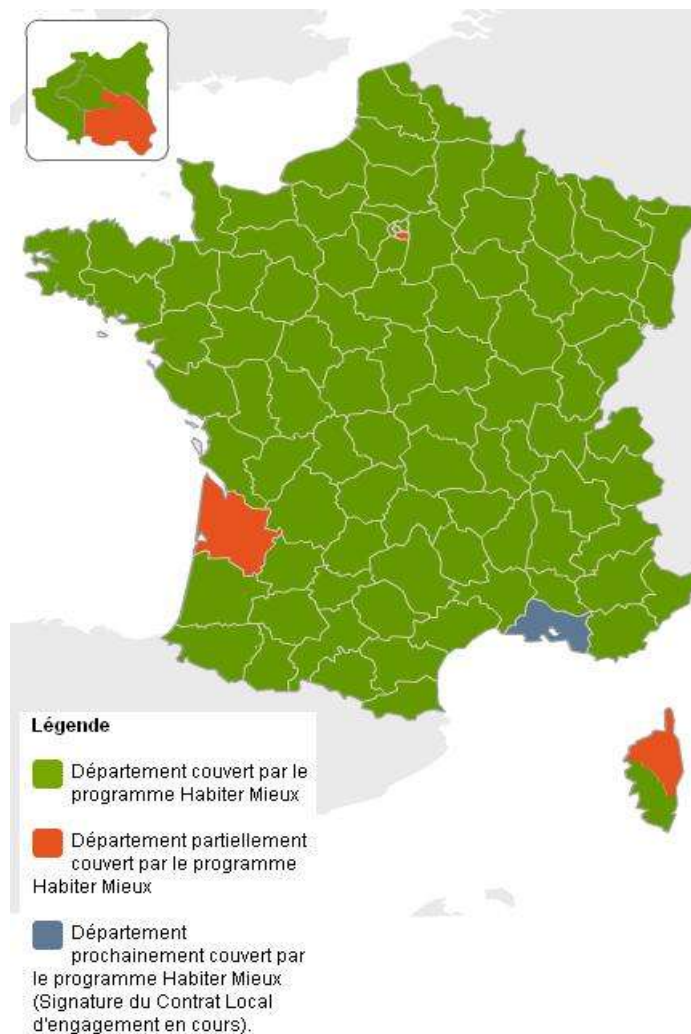 Légende
Département couvert par le
programme Habiter Mieux
Département partiellement
couvert par le programme
Habiter Mieux
Département
prochainement couvert par
le programme Habiter Mieux
(Signature du Contrat Local
d'engagement en cours).